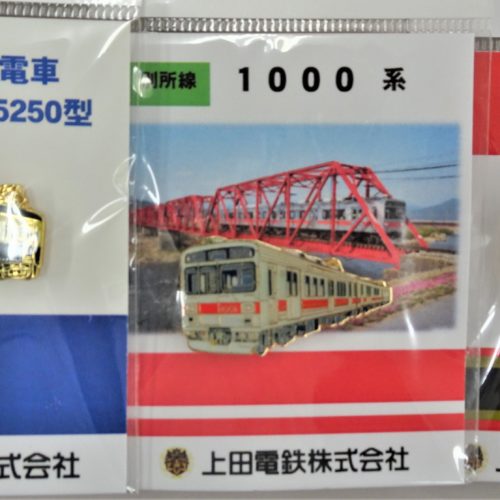 電車
5250型
式会社
別所線
1000 系
上田電鉄株式会社